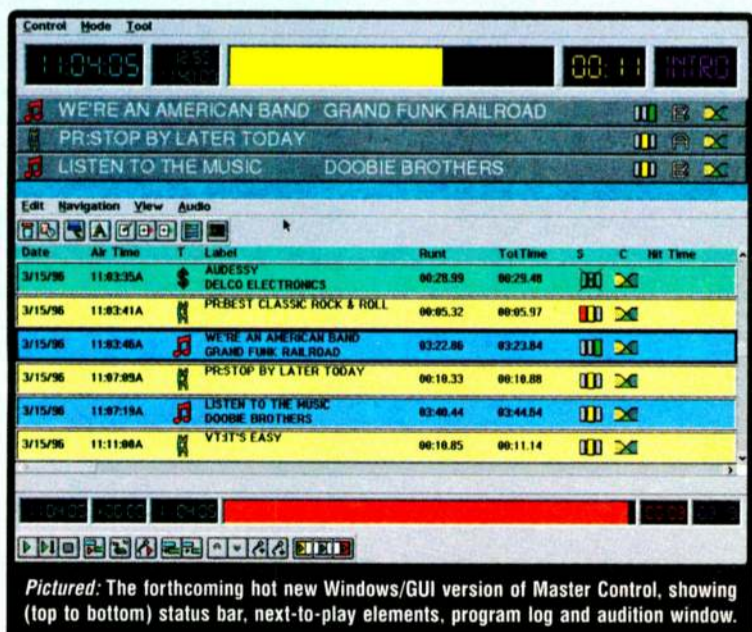 Control Mode Tool
11:04:05 00:11 INTRO
WE'RE AN AMERICAN BAND GRAND FUNK RAILROAD B
PR:STOP BY LATER TODAY A
LISTEN TO THE MUSIC DOOBIE BROTHERS B
Edit Navigation View Audio
A
Date Air Time T Label Runt TotTime S C Hit Time
3/15/96 11:03:35A $ AUDESSY 00:28.99 00:29.48
DELCO ELECTRONICS
3/15/96 11:03:41A PR:BEST CLASSIC ROCK & ROLL 00:05.32 00:05.97
3/15/96 11:03:46A WE'RE AN AMERICAN BAND 03:22.86 03:23.84
GRAND FUNK RAILROAD
3/15/96 11:07:09A PR:STOP BY LATER TODAY 00:10.33 00:10.88
3/15/96 11:07:19A LISTEN TO THE MUSIC 03:40.44 03:44.64
DOOBIE BROTHERS
3/15/96 11:11:00A VT:IT'S EASY 00:10.85 00:11.14
Pictured: The forthcoming hot new Windows/GUI version of Master Control, showing
(top to bottom) status bar, next-to-play elements, program log and audition window.